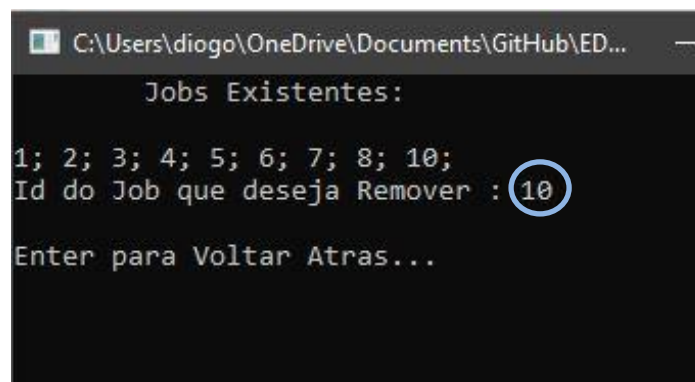 C:\Users\diogo\OneDrive\Documents\GitHub\ED...
Jobs Existentes:
1; 2; 3; 4; 5; 6; 7; 8; 10;
Id do Job que deseja Remover : 10
Enter para Voltar Atras...